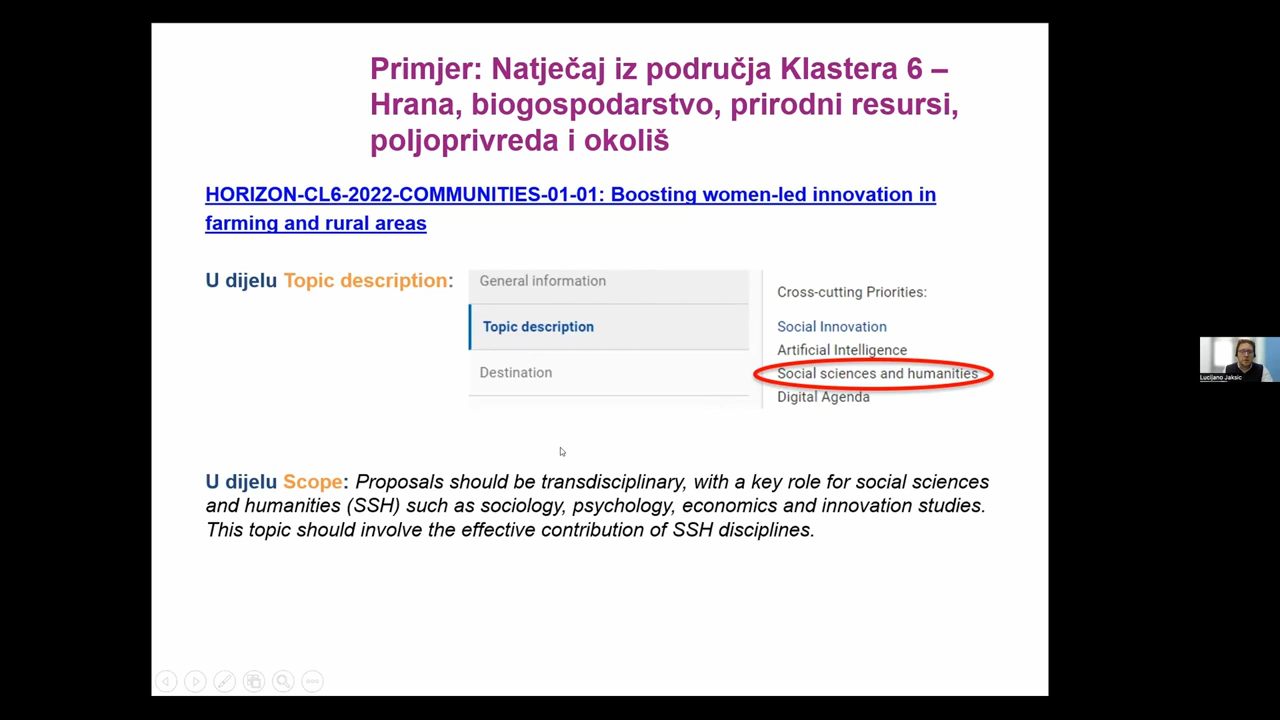 Primjer: Natječaj iz područja Klastera 6 –
Hrana, biogospodarstvo, prirodni resursi,
poljoprivreda i okoliš
HORIZON-CL6-2022-COMMUNITIES-01-01: Boosting women-led innovation in
farming and rural areas
U dijelu Topic description:
General information
Topic description
Destination
Cross-cutting Priorities:
Social Innovation
Artificial Intelligence
Social sciences and humanities
Digital Agenda
U dijelu Scope: Proposals should be transdisciplinary, with a key role for social sciences
and humanities (SSH) such as sociology, psychology, economics and innovation studies.
This topic should involve the effective contribution of SSH disciplines.
Lucijano Jaksic